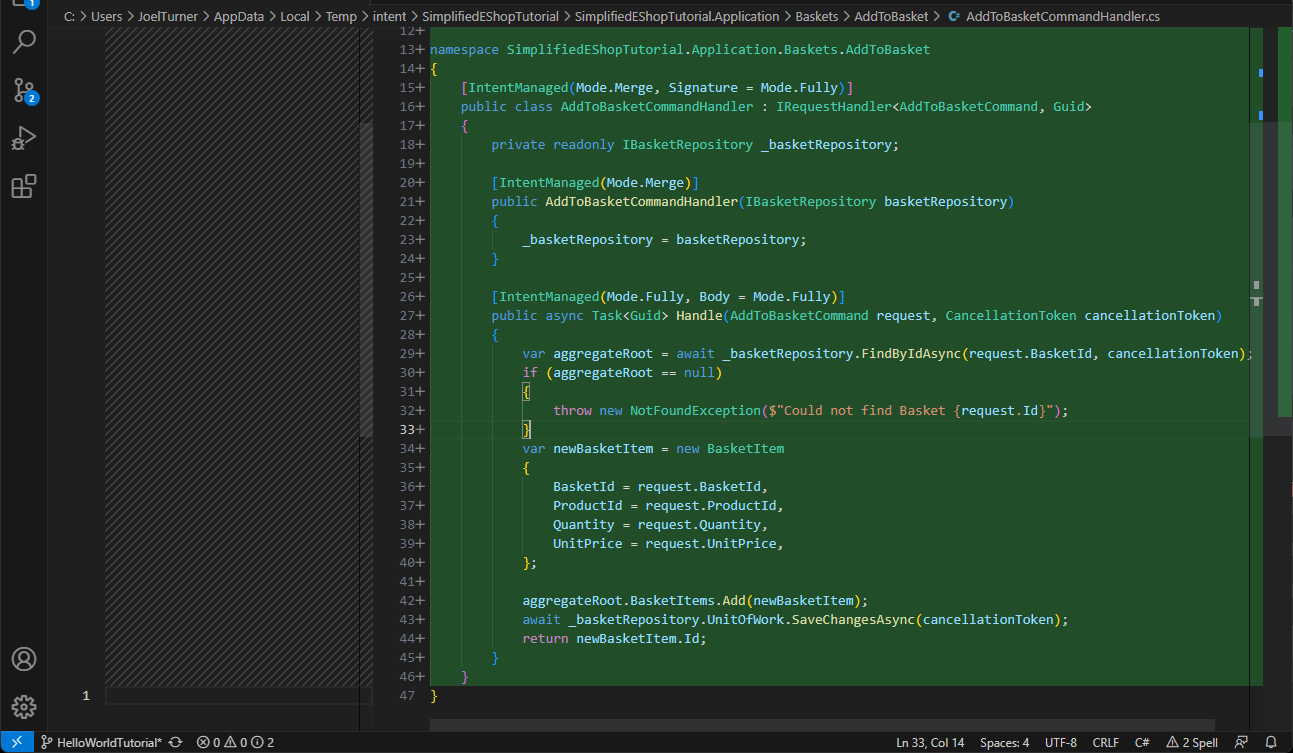 1
C: > Users > JoelTurner > AppData > Local > Temp > intent > SimplifiedEShopTutorial > SimplifiedEShopTutorial.Application > Baskets > AddToBasket > C# AddToBasketCommandHandler.cs
2
12+
13+ namespace SimplifiedEShopTutorial.Application.Baskets.AddToBasket
14+ {
15+ [IntentManaged(Mode.Merge, Signature = Mode.Fully)]
16+ public class AddToBasketCommandHandler : IRequestHandler<AddToBasketCommand, Guid>
17+ {
18+ private readonly IBasketRepository _basketRepository;
19+
20+ [IntentManaged(Mode.Merge)]
21+ public AddToBasketCommandHandler(IBasketRepository basketRepository)
22+ {
23+ _basketRepository = basketRepository;
24+ }
25+
26+ [IntentManaged(Mode.Fully, Body = Mode.Fully)]
27+ public async Task<Guid> Handle(AddToBasketCommand request, CancellationToken cancellationToken)
28+ {
29+ var aggregateRoot = await _basketRepository.FindByIdAsync(request.BasketId, cancellationToken);
30+ if (aggregateRoot == null)
31+ {
32+ throw new NotFoundException($"Could not find Basket {request.Id}");
33+ }
34+ var newBasketItem = new BasketItem
35+ {
36+ BasketId = request.BasketId,
37+ ProductId = request.ProductId,
38+ Quantity = request.Quantity,
39+ UnitPrice = request.UnitPrice,
40+ };
41+
42+ aggregateRoot.BasketItems.Add(newBasketItem);
43+ await _basketRepository.UnitOfWork.SaveChangesAsync(cancellationToken);
44+ return newBasketItem.Id;
45+ }
46+ }
1
47 }
HelloWorldTutorial* 0 0 2 Ln 33, Col 14 Spaces: 4 UTF-8 CRLF C# 2 Spell